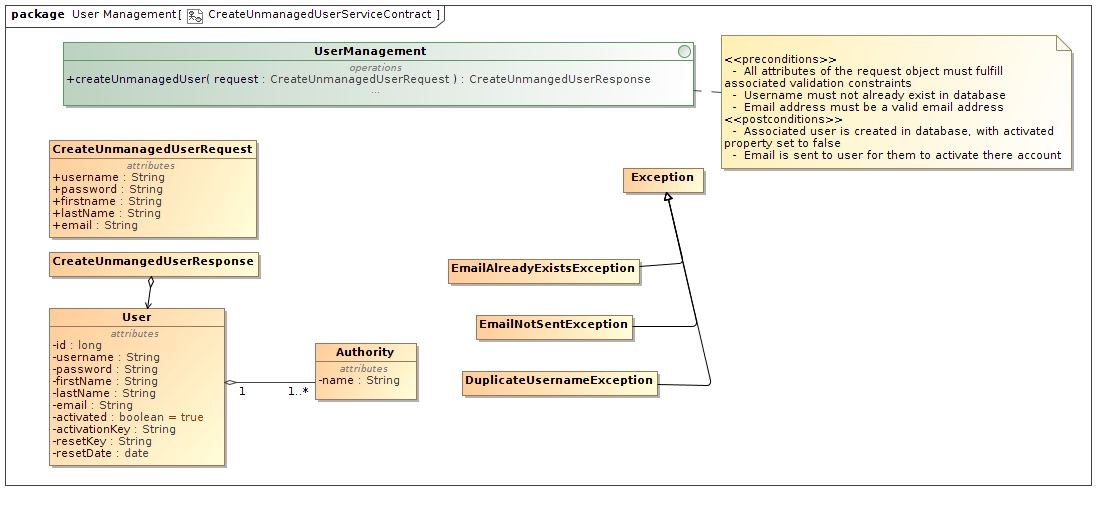 package User Management[ CreateUnmanagedUserServiceContract ]
UserManagement
operations
+createUnmanagedUser( request : CreateUnmanagedUserRequest ) : CreateUnmangedUserResponse
...
<<preconditions>>
- All attributes of the request object must fulfill
associated validation constraints
- Username must not already exist in database
- Email address must be a valid email address
<<postconditions>>
- Associated user is created in database, with activated
property set to false
- Email is sent to user for them to activate there account
CreateUnmanagedUserRequest
attributes
+username : String
+password : String
+firstname : String
+lastName : String
+email : String
CreateUnmangedUserResponse
User
attributes
-id : long
-username : String
-password : String
-firstName : String
-lastName : String
-email : String
-activated : boolean = true
-activationKey : String
-resetKey : String
-resetDate : date
1
1..*
Authority
attributes
-name : String
Exception
EmailAlreadyExistsException
EmailNotSentException
DuplicateUsernameException